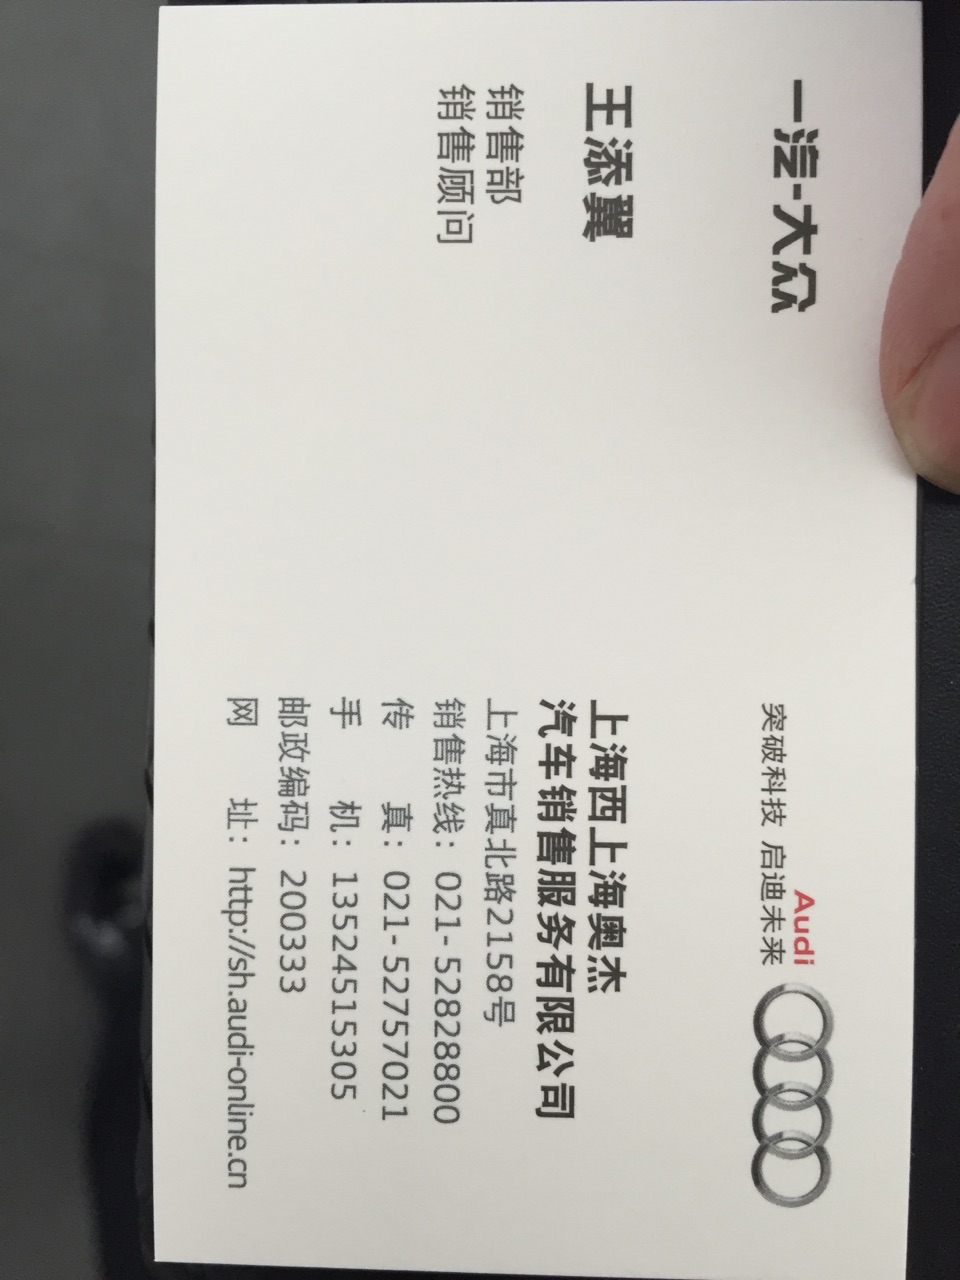 一汽-大众
Audi
突破科技 启迪未来
王添翼
销售部
销售顾问
上海西上海奥杰
汽车销售服务有限公司
上海市真北路2158号
销售热线：021-52828800
传 真：021-52757021
手 机：13524515305
邮政编码：200333
网 址：http://sh.audi-online.cn